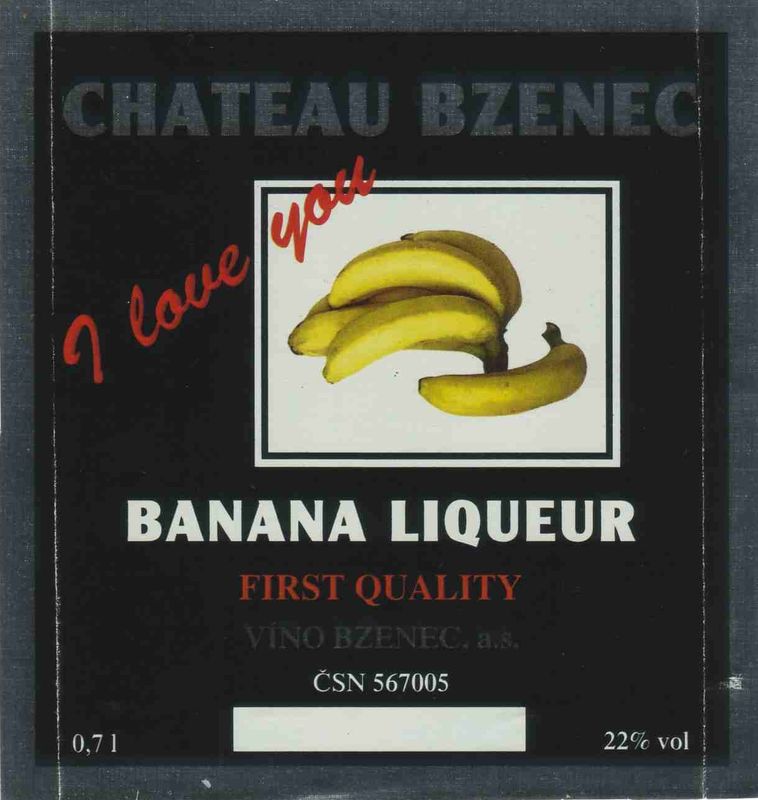 CHATEAU BZENEC
I love you
BANANA LIQUEUR
FIRST QUALITY
VÍNO BZENEC, a.s.
ČSN 567005
0,7 l
22% vol